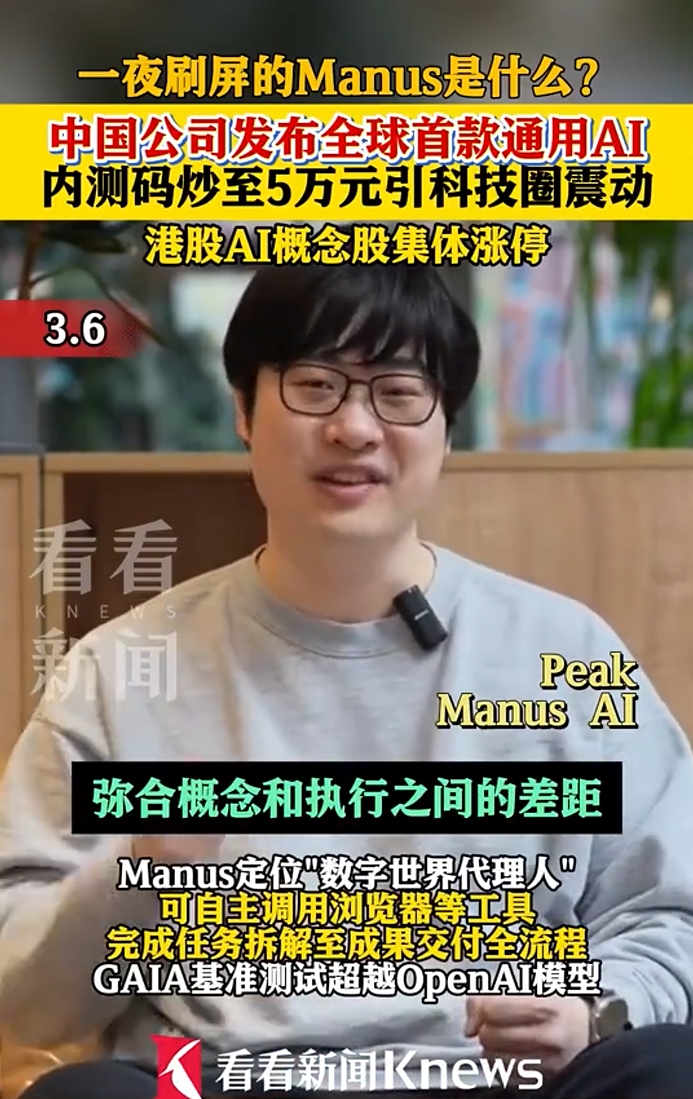 一夜刷屏的Manus是什么?
中国公司发布全球首款通用AI
内测码炒至5万元引科技圈震动
港股AI概念股集体涨停
3.6
看看
KNEWS
新闻
Peak
Manus AI
弥合概念和执行之间的差距
Manus定位"数字世界代理人"
可自主调用浏览器等工具
完成任务拆解至成果交付全流程
GAIA基准测试超越OpenAI模型
看看新闻Knews